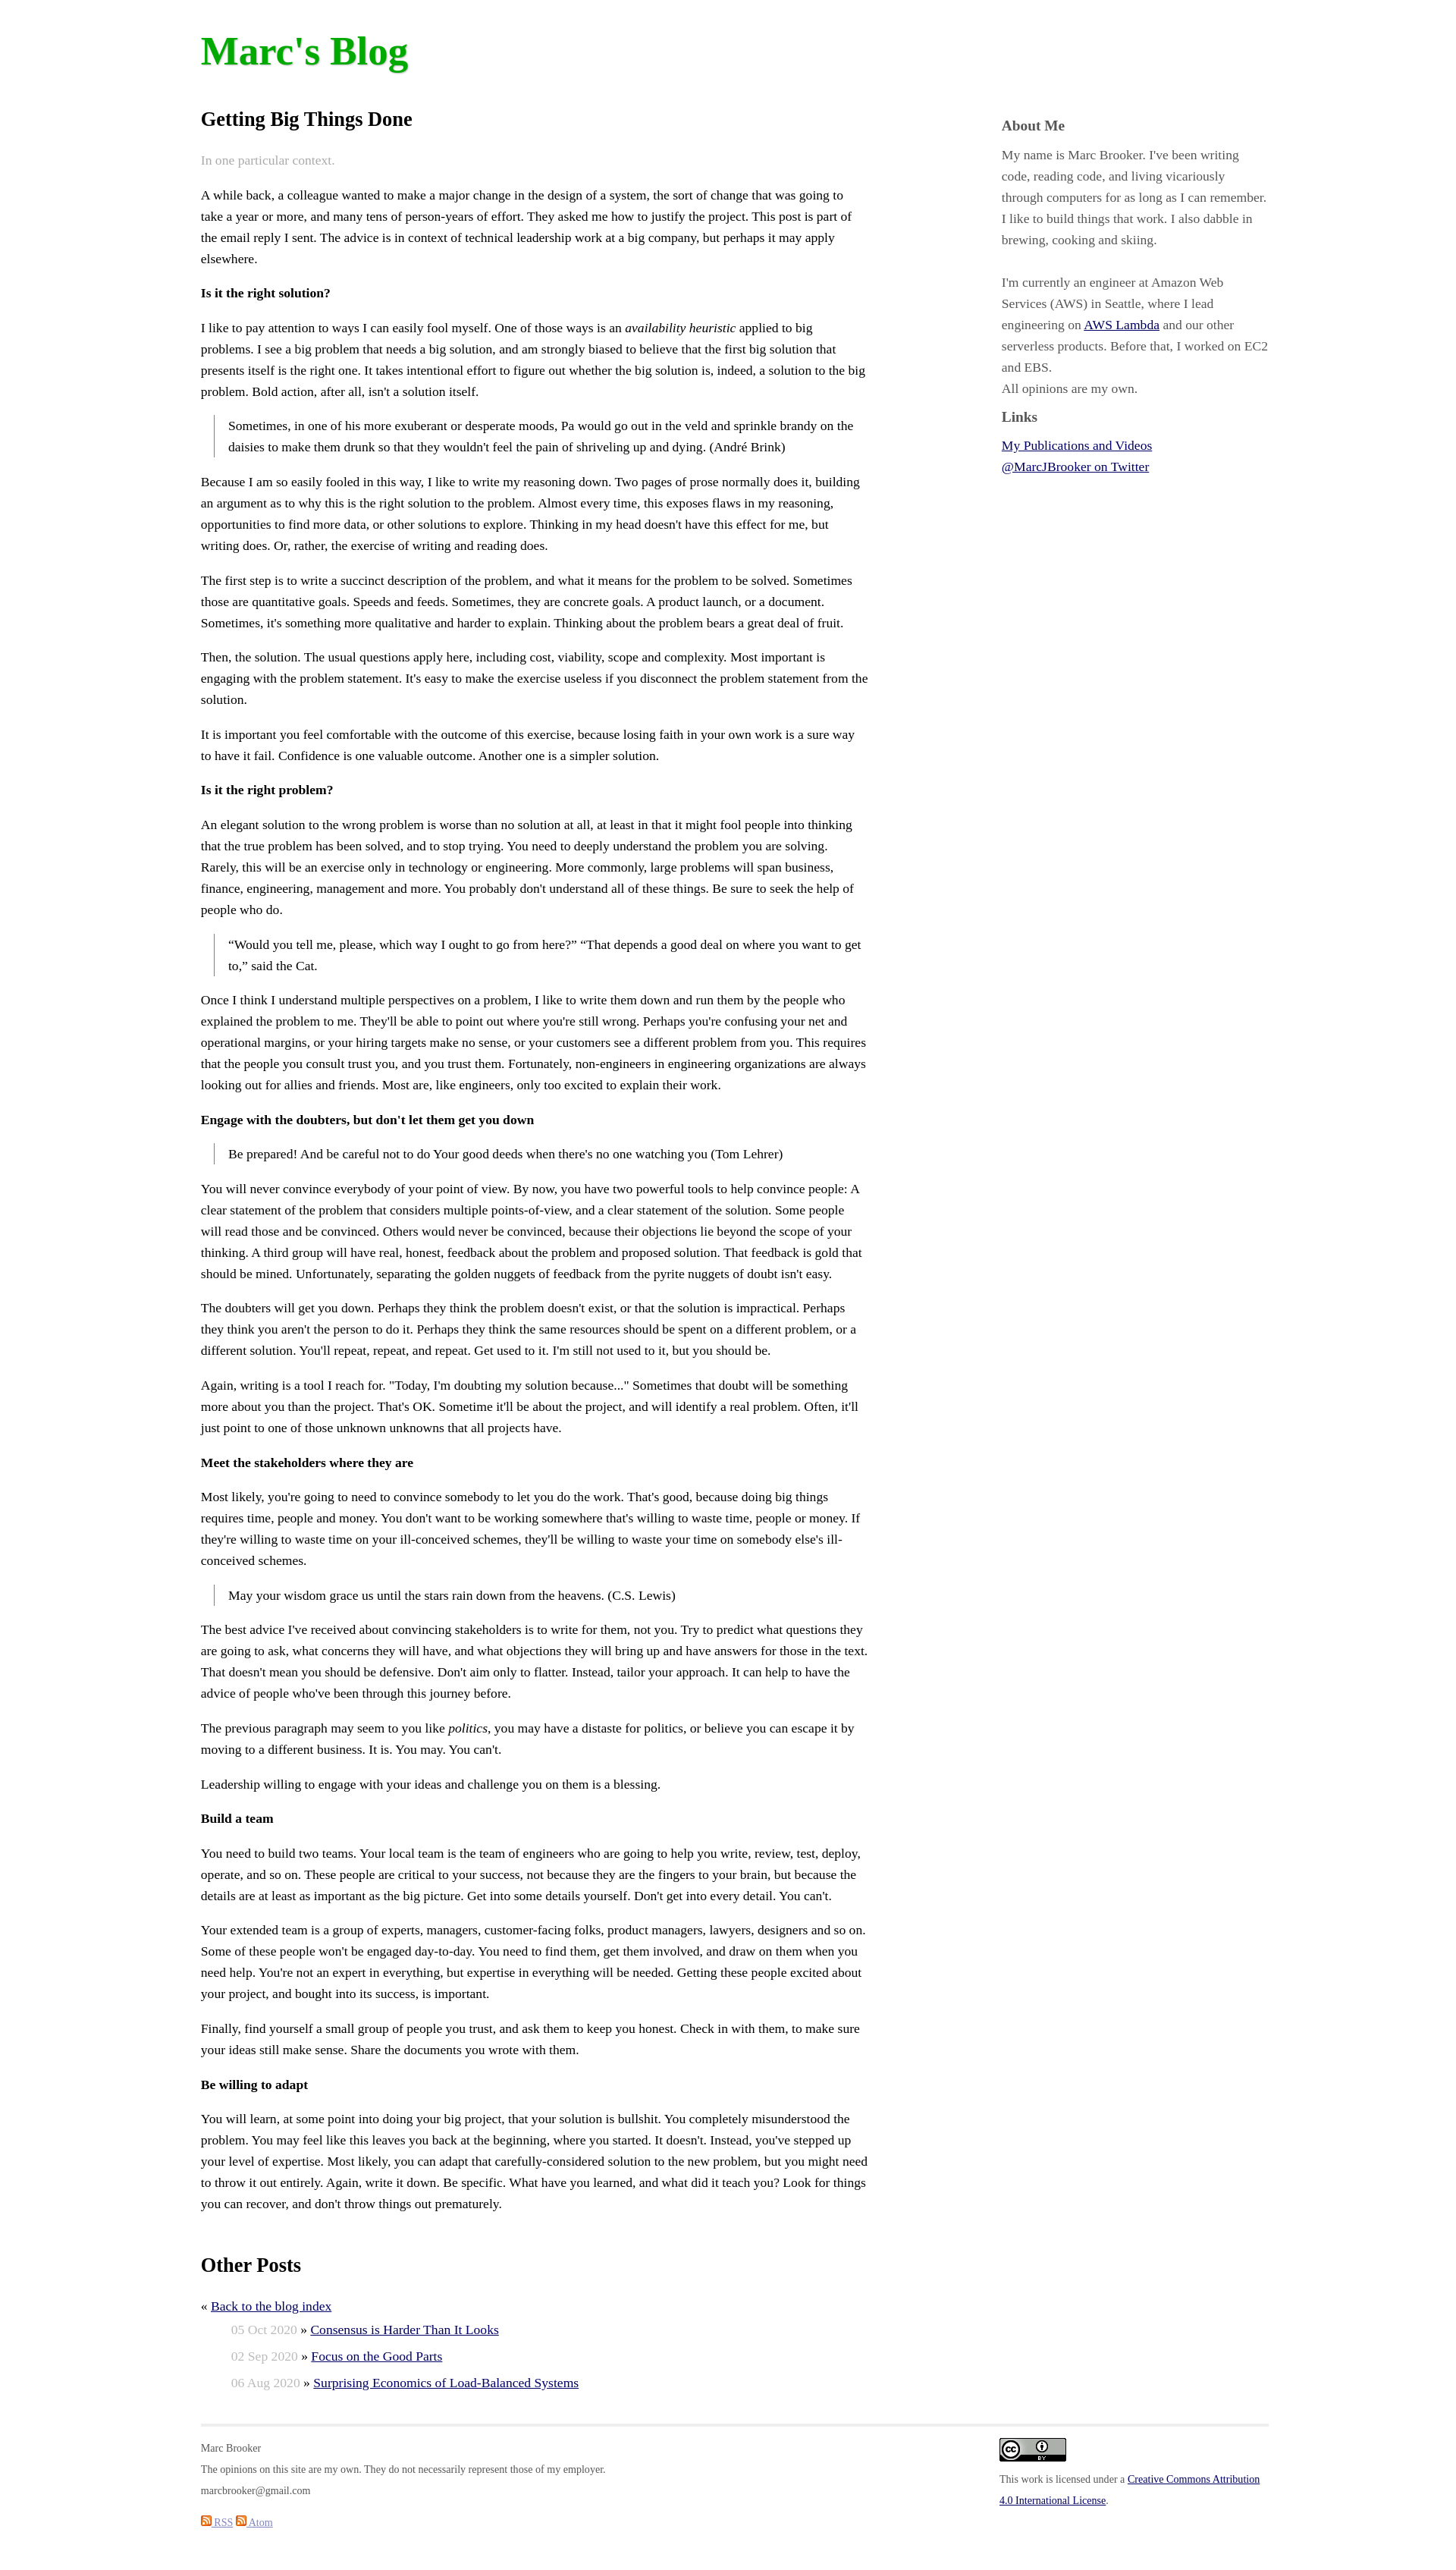 Marc's Blog
Getting Big Things Done
In one particular context.
A while back, a colleague wanted to make a major change in the design of a system, the sort of change that was going to
take a year or more, and many tens of person-years of effort. They asked me how to justify the project. This post is part of
the email reply I sent. The advice is in context of technical leadership work at a big company, but perhaps it may apply
elsewhere.
Is it the right solution?
I like to pay attention to ways I can easily fool myself. One of those ways is an availability heuristic applied to big
problems. I see a big problem that needs a big solution, and am strongly biased to believe that the first big solution that
presents itself is the right one. It takes intentional effort to figure out whether the big solution is, indeed, a solution to the big
problem. Bold action, after all, isn't a solution itself.
Sometimes, in one of his more exuberant or desperate moods, Pa would go out in the veld and sprinkle brandy on the
daisies to make them drunk so that they wouldn't feel the pain of shriveling up and dying. (André Brink)
Because I am so easily fooled in this way, I like to write my reasoning down. Two pages of prose normally does it, building
an argument as to why this is the right solution to the problem. Almost every time, this exposes flaws in my reasoning,
opportunities to find more data, or other solutions to explore. Thinking in my head doesn't have this effect for me, but
writing does. Or, rather, the exercise of writing and reading does.
The first step is to write a succinct description of the problem, and what it means for the problem to be solved. Sometimes
those are quantitative goals. Speeds and feeds. Sometimes, they are concrete goals. A product launch, or a document.
Sometimes, it's something more qualitative and harder to explain. Thinking about the problem bears a great deal of fruit.
Then, the solution. The usual questions apply here, including cost, viability, scope and complexity. Most important is
engaging with the problem statement. It's easy to make the exercise useless if you disconnect the problem statement from the
solution.
It is important you feel comfortable with the outcome of this exercise, because losing faith in your own work is a sure way
to have it fail. Confidence is one valuable outcome. Another one is a simpler solution.
Is it the right problem?
An elegant solution to the wrong problem is worse than no solution at all, at least in that it might fool people into thinking
that the true problem has been solved, and to stop trying. You need to deeply understand the problem you are solving.
Rarely, this will be an exercise only in technology or engineering. More commonly, large problems will span business,
finance, engineering, management and more. You probably don't understand all of these things. Be sure to seek the help of
people who do.
“Would you tell me, please, which way I ought to go from here?” “That depends a good deal on where you want to get
to,” said the Cat.
Once I think I understand multiple perspectives on a problem, I like to write them down and run them by the people who
explained the problem to me. They'll be able to point out where you're still wrong. Perhaps you're confusing your net and
operational margins, or your hiring targets make no sense, or your customers see a different problem from you. This requires
that the people you consult trust you, and you trust them. Fortunately, non-engineers in engineering organizations are always
looking out for allies and friends. Most are, like engineers, only too excited to explain their work.
Engage with the doubters, but don't let them get you down
Be prepared! And be careful not to do Your good deeds when there's no one watching you (Tom Lehrer)
You will never convince everybody of your point of view. By now, you have two powerful tools to help convince people: A
clear statement of the problem that considers multiple points-of-view, and a clear statement of the solution. Some people
will read those and be convinced. Others would never be convinced, because their objections lie beyond the scope of your
thinking. A third group will have real, honest, feedback about the problem and proposed solution. That feedback is gold that
should be mined. Unfortunately, separating the golden nuggets of feedback from the pyrite nuggets of doubt isn't easy.
The doubters will get you down. Perhaps they think the problem doesn't exist, or that the solution is impractical. Perhaps
they think you aren't the person to do it. Perhaps they think the same resources should be spent on a different problem, or a
different solution. You'll repeat, repeat, and repeat. Get used to it. I'm still not used to it, but you should be.
Again, writing is a tool I reach for. "Today, I'm doubting my solution because..." Sometimes that doubt will be something
more about you than the project. That's OK. Sometime it'll be about the project, and will identify a real problem. Often, it'll
just point to one of those unknown unknowns that all projects have.
Meet the stakeholders where they are
Most likely, you're going to need to convince somebody to let you do the work. That's good, because doing big things
requires time, people and money. You don't want to be working somewhere that's willing to waste time, people or money. If
they're willing to waste time on your ill-conceived schemes, they'll be willing to waste your time on somebody else's ill-
conceived schemes.
May your wisdom grace us until the stars rain down from the heavens. (C.S. Lewis)
The best advice I've received about convincing stakeholders is to write for them, not you. Try to predict what questions they
are going to ask, what concerns they will have, and what objections they will bring up and have answers for those in the text.
That doesn't mean you should be defensive. Don't aim only to flatter. Instead, tailor your approach. It can help to have the
advice of people who've been through this journey before.
The previous paragraph may seem to you like politics, you may have a distaste for politics, or believe you can escape it by
moving to a different business. It is. You may. You can't.
Leadership willing to engage with your ideas and challenge you on them is a blessing.
Build a team
You need to build two teams. Your local team is the team of engineers who are going to help you write, review, test, deploy,
operate, and so on. These people are critical to your success, not because they are the fingers to your brain, but because the
details are at least as important as the big picture. Get into some details yourself. Don't get into every detail. You can't.
Your extended team is a group of experts, managers, customer-facing folks, product managers, lawyers, designers and so on.
Some of these people won't be engaged day-to-day. You need to find them, get them involved, and draw on them when you
need help. You're not an expert in everything, but expertise in everything will be needed. Getting these people excited about
your project, and bought into its success, is important.
Finally, find yourself a small group of people you trust, and ask them to keep you honest. Check in with them, to make sure
your ideas still make sense. Share the documents you wrote with them.
Be willing to adapt
You will learn, at some point into doing your big project, that your solution is bullshit. You completely misunderstood the
problem. You may feel like this leaves you back at the beginning, where you started. It doesn't. Instead, you've stepped up
your level of expertise. Most likely, you can adapt that carefully-considered solution to the new problem, but you might need
to throw it out entirely. Again, write it down. Be specific. What have you learned, and what did it teach you? Look for things
you can recover, and don't throw things out prematurely.
Other Posts
« Back to the blog index
05 Oct 2020 » Consensus is Harder Than It Looks
02 Sep 2020 » Focus on the Good Parts
06 Aug 2020 » Surprising Economics of Load-Balanced Systems
About Me
My name is Marc Brooker. I've been writing
code, reading code, and living vicariously
through computers for as long as I can remember.
I like to build things that work. I also dabble in
brewing, cooking and skiing.
I'm currently an engineer at Amazon Web
Services (AWS) in Seattle, where I lead
engineering on AWS Lambda and our other
serverless products. Before that, I worked on EC2
and EBS.
All opinions are my own.
Links
My Publications and Videos
@MarcJBrooker on Twitter
Marc Brooker
The opinions on this site are my own. They do not necessarily represent those of my employer.
marcbrooker@gmail.com
RSS Atom
cc BY
This work is licensed under a Creative Commons Attribution
4.0 International License.